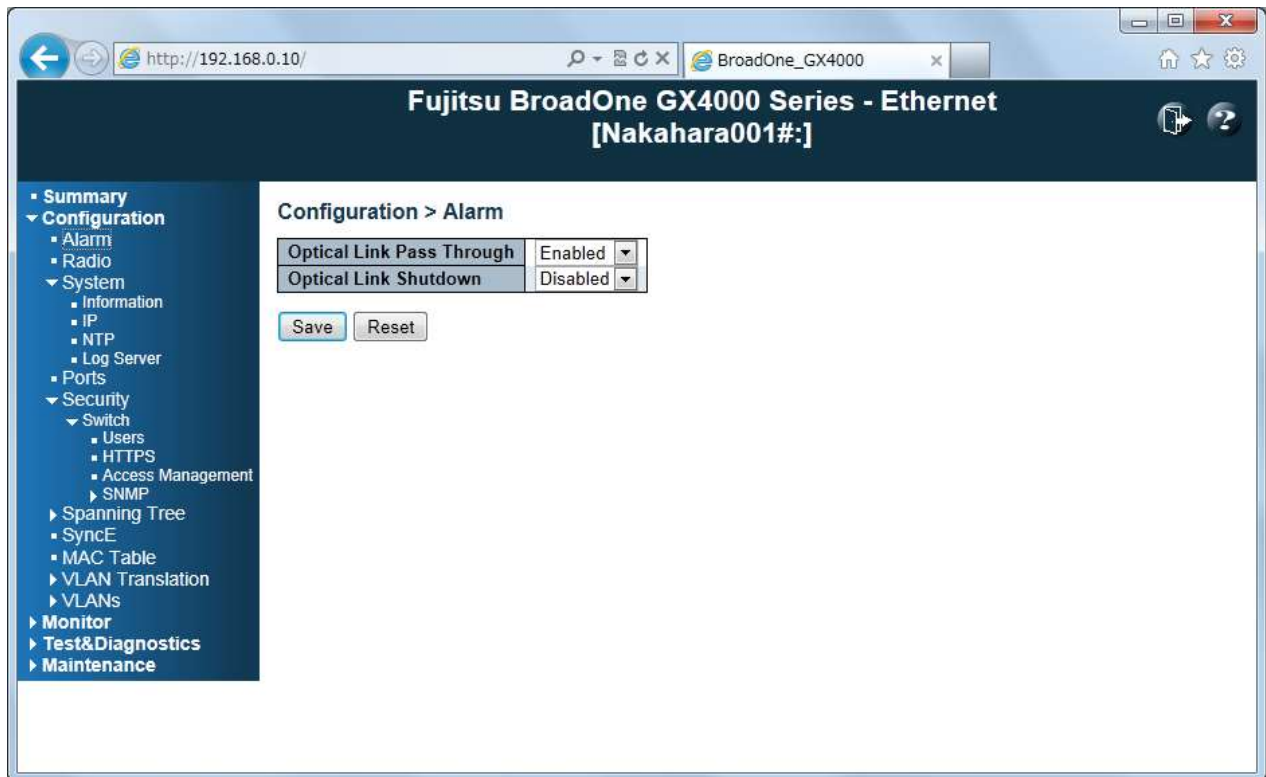 http://192.168.0.10/
BroadOne_GX4000
Fujitsu BroadOne GX4000 Series - Ethernet
[Nakahara001#:]
Summary
Configuration
Alarm
Radio
System
Information
IP
NTP
Log Server
Ports
Security
Switch
Users
HTTPS
Access Management
SNMP
Spanning Tree
SyncE
MAC Table
VLAN Translation
VLANs
Monitor
Test&Diagnostics
Maintenance
Configuration > Alarm
Optical Link Pass Through Enabled
Optical Link Shutdown Disabled
Save Reset